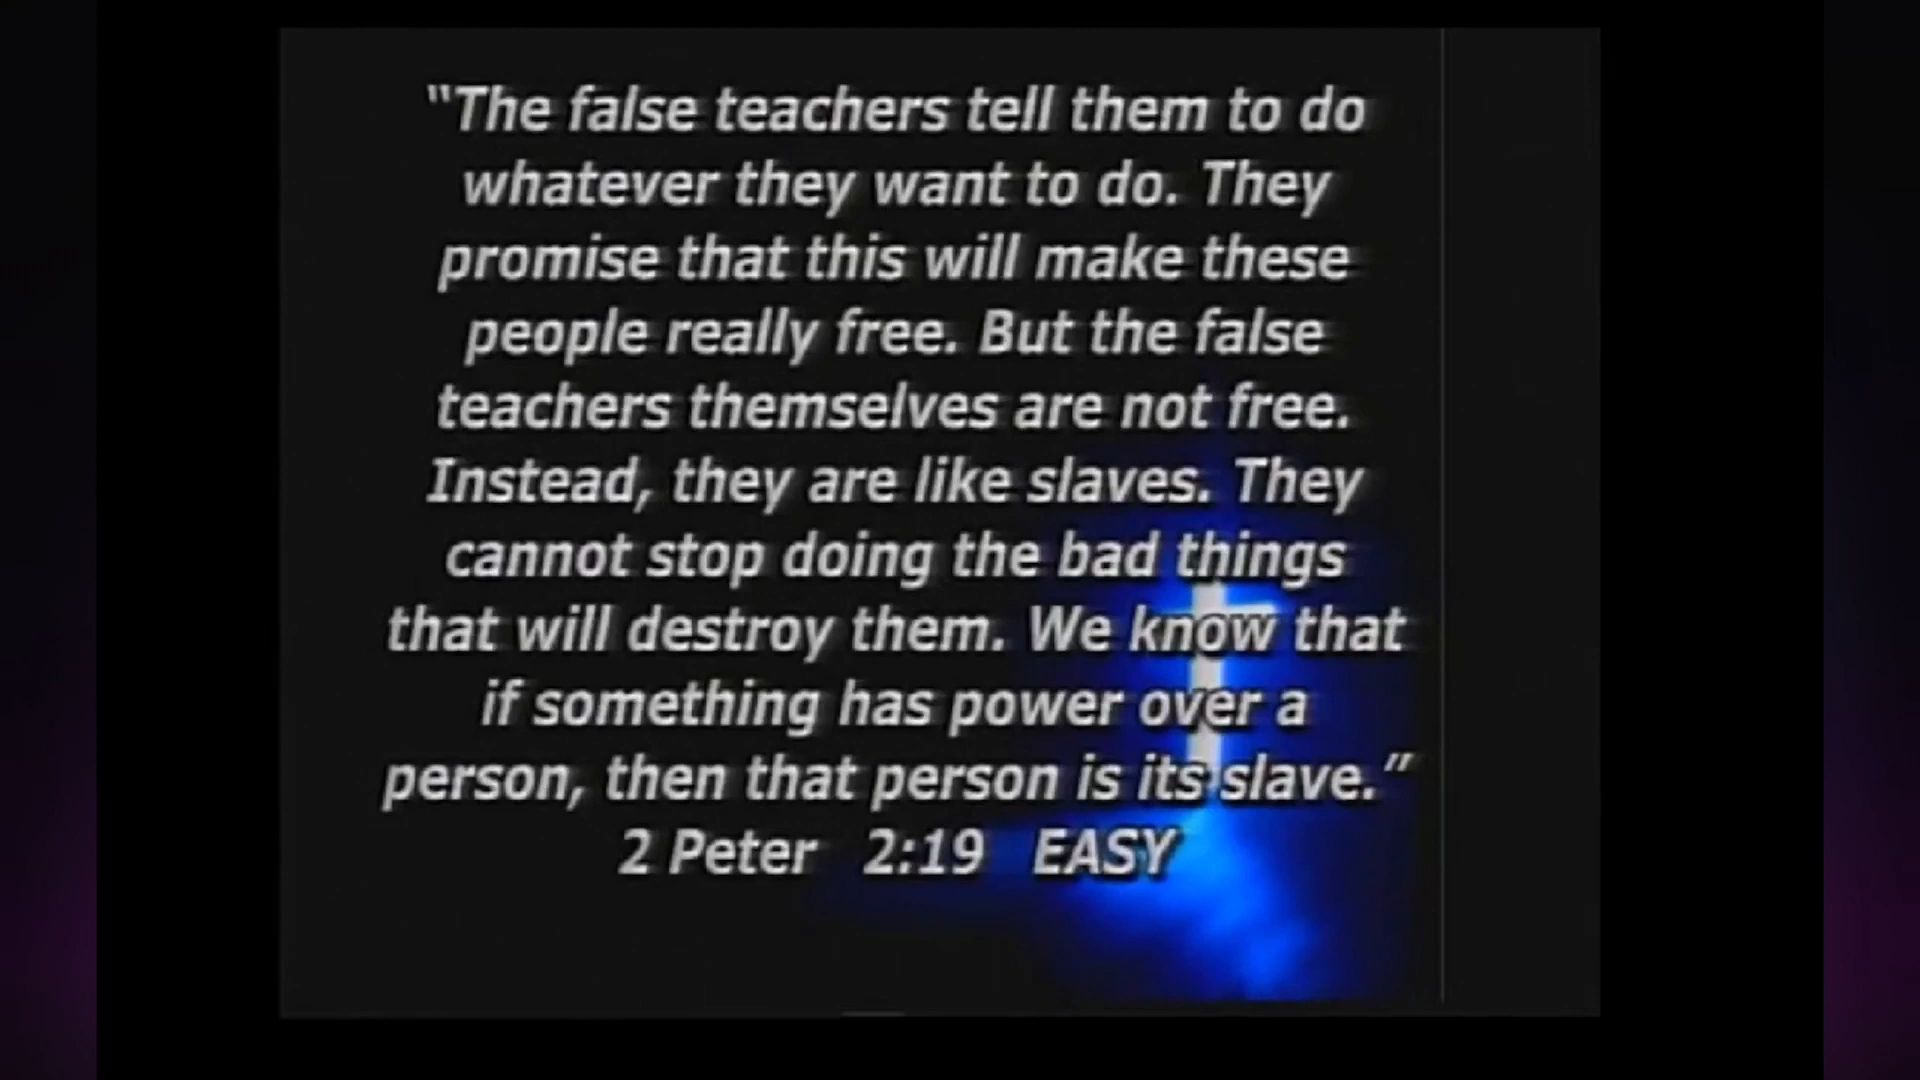 “The false teachers tell them to do
whatever they want to do. They
promise that this will make these
people really free. But the false
teachers themselves are not free.
Instead, they are like slaves. They
cannot stop doing the bad things
that will destroy them. We know that
if something has power over a
person, then that person is its slave.”
2 Peter 2:19 EASY